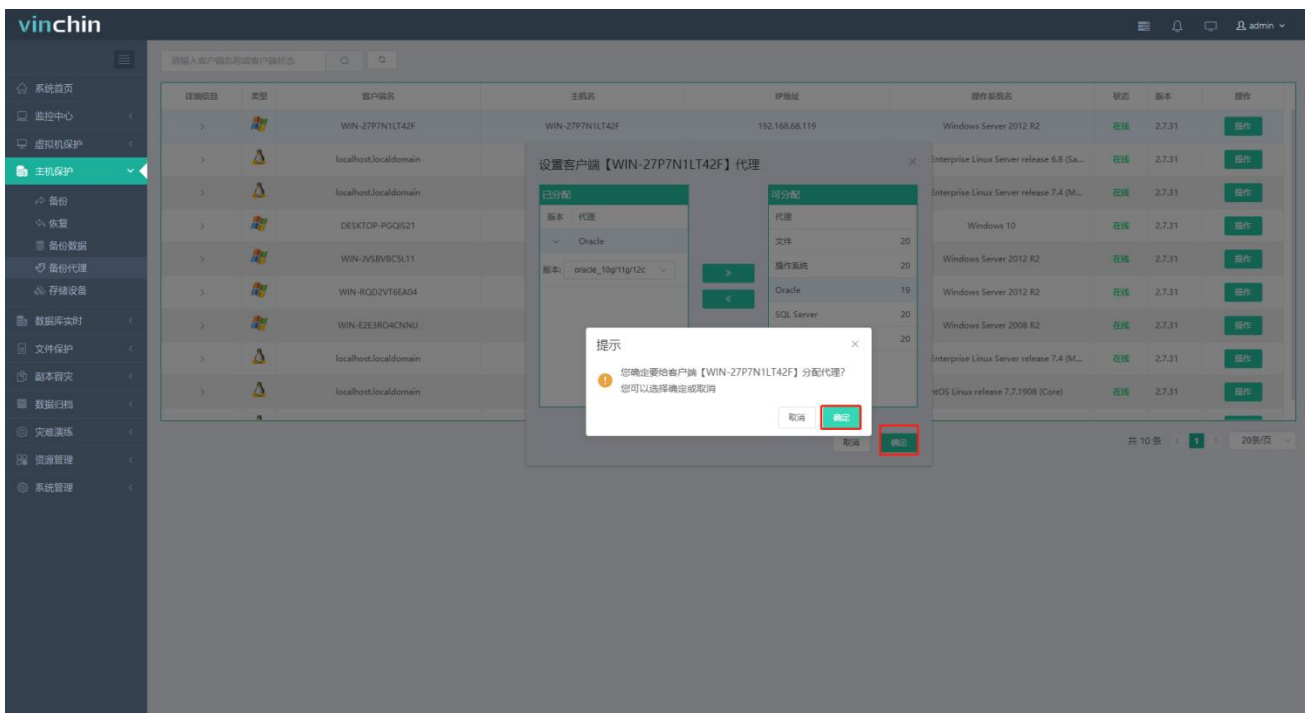 vinchin
admin
请输入客户端名称或客户端状态
系统首页
监控中心
虚拟机保护
主机保护
备份
恢复
备份数据
备份代理
存储设备
数据库实时
文件保护
副本容灾
数据归档
灾难演练
资源管理
系统管理
详细信息 类型 客户端名 主机名 IP地址 操作系统名 状态 版本 操作
WIN-27P7N1LT42F WIN-27P7N1LT42F 192.168.68.119 Windows Server 2012 R2 在线 2.7.31 操作
localhost.localdomain Enterprise Linux Server release 6.8 (Sa... 在线 2.7.31 操作
localhost.localdomain Enterprise Linux Server release 7.4 (M... 在线 2.7.31 操作
DESKTOP-PGQIS21 Windows 10 在线 2.7.31 操作
WIN-JVSBVBC5L11 Windows Server 2012 R2 在线 2.7.31 操作
WIN-RQD2VT6EA04 Windows Server 2012 R2 在线 2.7.31 操作
WIN-E2E3RO4CNNU Windows Server 2008 R2 在线 2.7.31 操作
localhost.localdomain Enterprise Linux Server release 7.4 (M... 在线 2.7.31 操作
localhost.localdomain ntOS Linux release 7.7.1908 (Core) 在线 2.7.31 操作
共 10 条 1 20条/页
设置客户端【WIN-27P7N1LT42F】代理
已分配
版本 代理
Oracle
版本: oracle_10g/11g/12c
可分配
代理
文件 20
操作系统 20
Oracle 19
SQL Server 20
20
取消 确定
提示
您确定要给客户端【WIN-27P7N1LT42F】分配代理?
您可以选择确定或取消
取消 确定